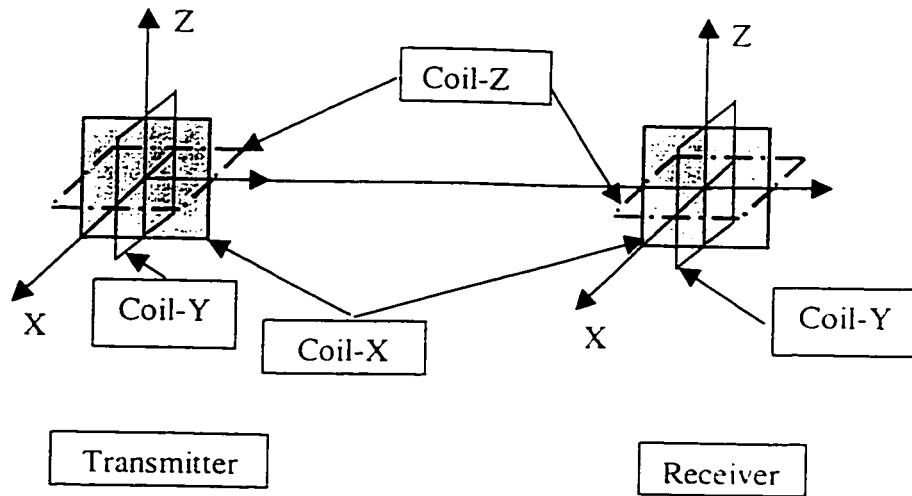 Z
Z
Coil-Z
Coil-Y
Coil-Y
X
X
Coil-X
Transmitter
Receiver